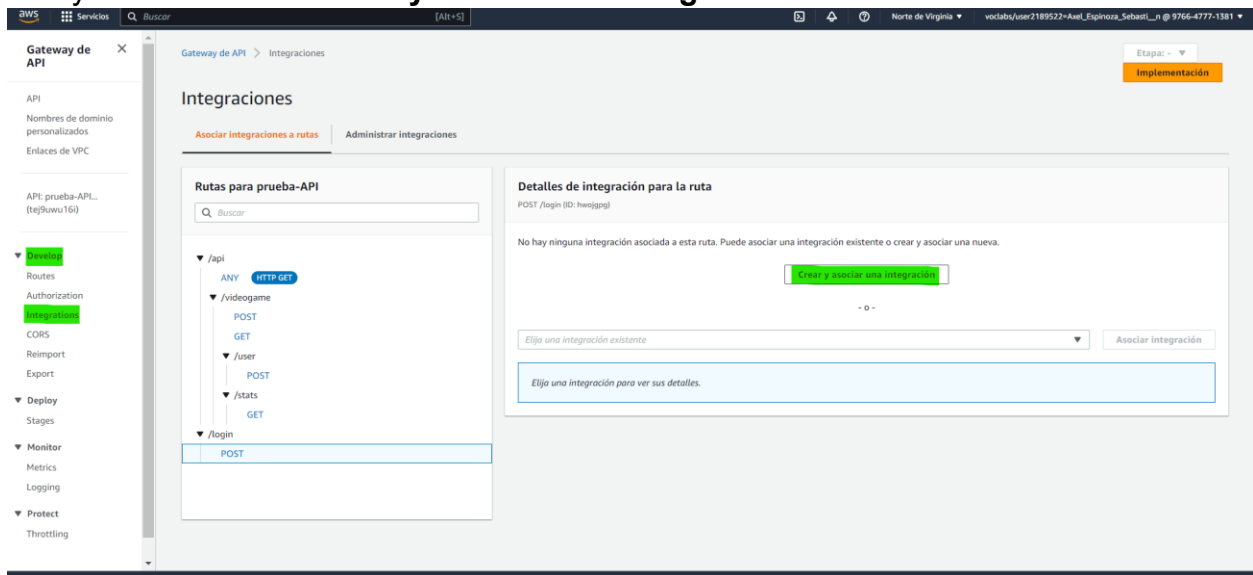 aws
Servicios
Buscar
[Alt+S]
Norte de Virginia
voclabs/user2189522=Axel_Espinoza_Sebasti__n @ 9766-4777-1381
Gateway de API
API
Nombres de dominio personalizados
Enlaces de VPC
API: prueba-API...
(tej9uwu16i)
Develop
Routes
Authorization
Integrations
CORS
Reimport
Export
Deploy
Stages
Monitor
Metrics
Logging
Protect
Throttling
Gateway de API > Integraciones
Etapa: -
Implementación
Integraciones
Asociar integraciones a rutas
Administrar integraciones
Rutas para prueba-API
Buscar
/api
ANY HTTP GET
/videogame
POST
GET
/user
POST
/stats
GET
/login
POST
Detalles de integración para la ruta
POST /login (ID: hwojgpg)
No hay ninguna integración asociada a esta ruta. Puede asociar una integración existente o crear y asociar una nueva.
Crear y asociar una integración
- o -
Elija una integración existente
Asociar integración
Elija una integración para ver sus detalles.